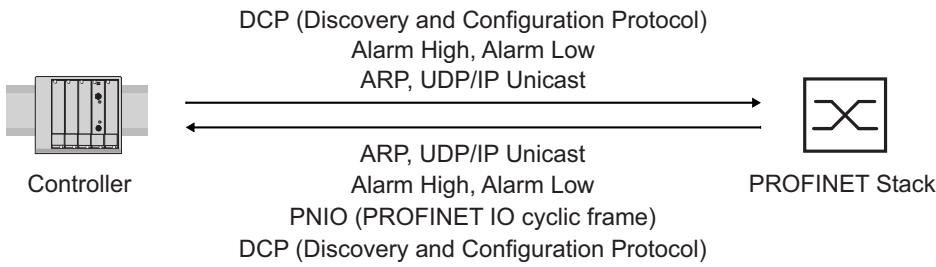 DCP (Discovery and Configuration Protocol)
Alarm High, Alarm Low
ARP, UDP/IP Unicast
ARP, UDP/IP Unicast
Alarm High, Alarm Low
PNIO (PROFINET IO cyclic frame)
DCP (Discovery and Configuration Protocol)
Controller
PROFINET Stack